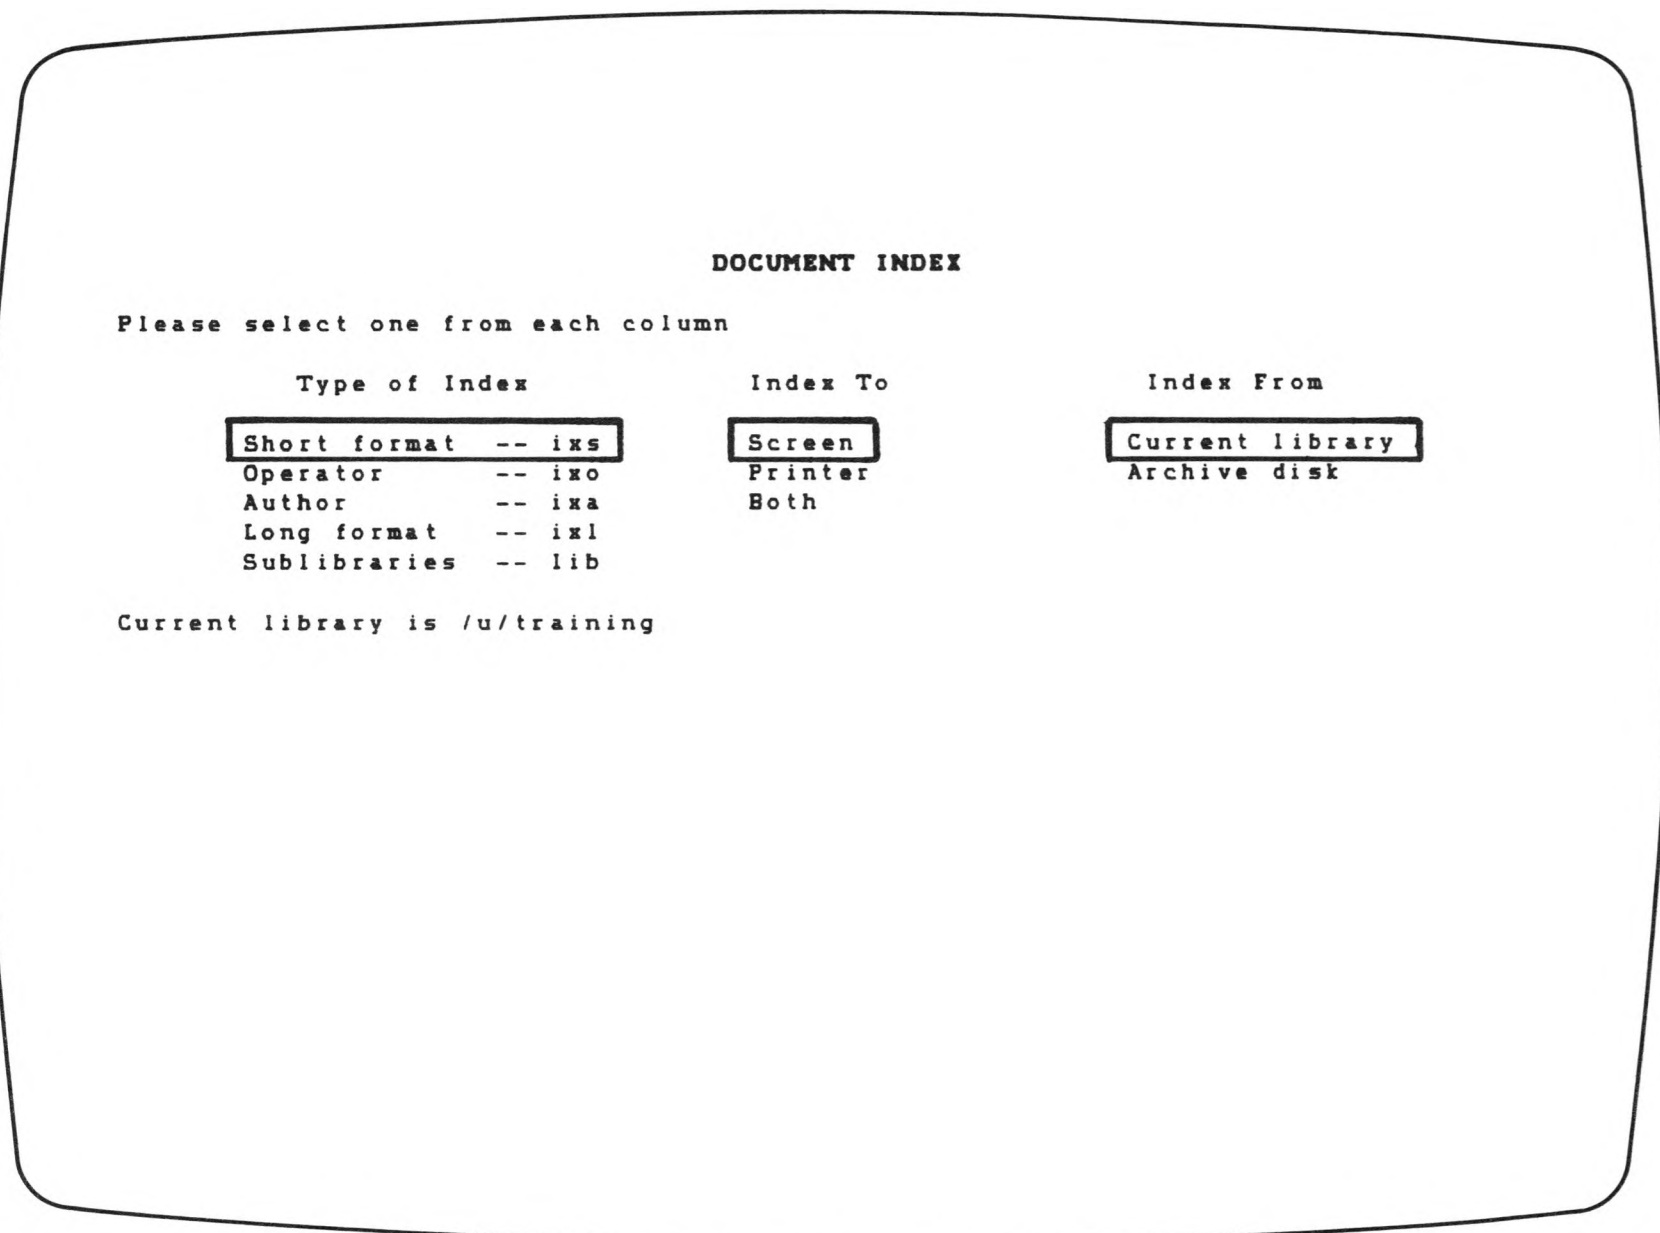 DOCUMENT INDEX
Please select one from each column
Type of Index Index To Index From
Short format -- ixs Screen Current library
Operator -- ixo Printer Archive disk
Author -- ixa Both
Long format -- ixl
Sublibraries -- lib
Current library is /u/training